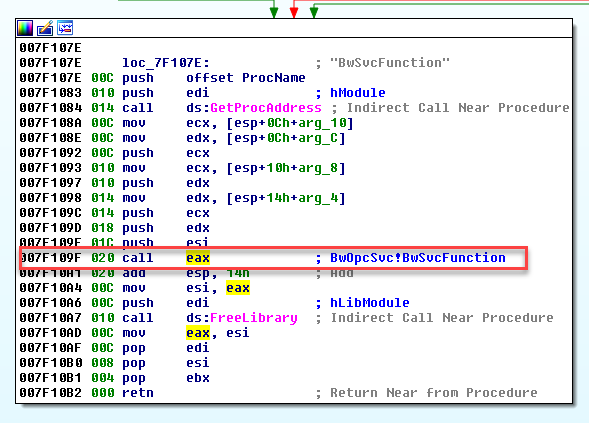 007F107E
007F107E loc_7F107E: ; "BwSvcFunction"
007F107E 00C push offset ProcName
007F1083 010 push edi ; hModule
007F1084 014 call ds:GetProcAddress ; Indirect Call Near Procedure
007F108A 00C mov ecx, [esp+0Ch+arg_10]
007F108E 00C mov edx, [esp+0Ch+arg_C]
007F1092 00C push ecx
007F1093 010 mov ecx, [esp+10h+arg_8]
007F1097 010 push edx
007F1098 014 mov edx, [esp+14h+arg_4]
007F109C 014 push ecx
007F109D 018 push edx
007F109E 01C push esi
007F109F 020 call eax ; BwOpcSvc!BwSvcFunction
007F10A1 020 add esp, 14h ; Add
007F10A4 00C mov esi, eax
007F10A6 00C push edi ; hLibModule
007F10A7 010 call ds:FreeLibrary ; Indirect Call Near Procedure
007F10AD 00C mov eax, esi
007F10AF 00C pop edi
007F10B0 008 pop esi
007F10B1 004 pop ebx
007F10B2 000 retn ; Return Near from Procedure